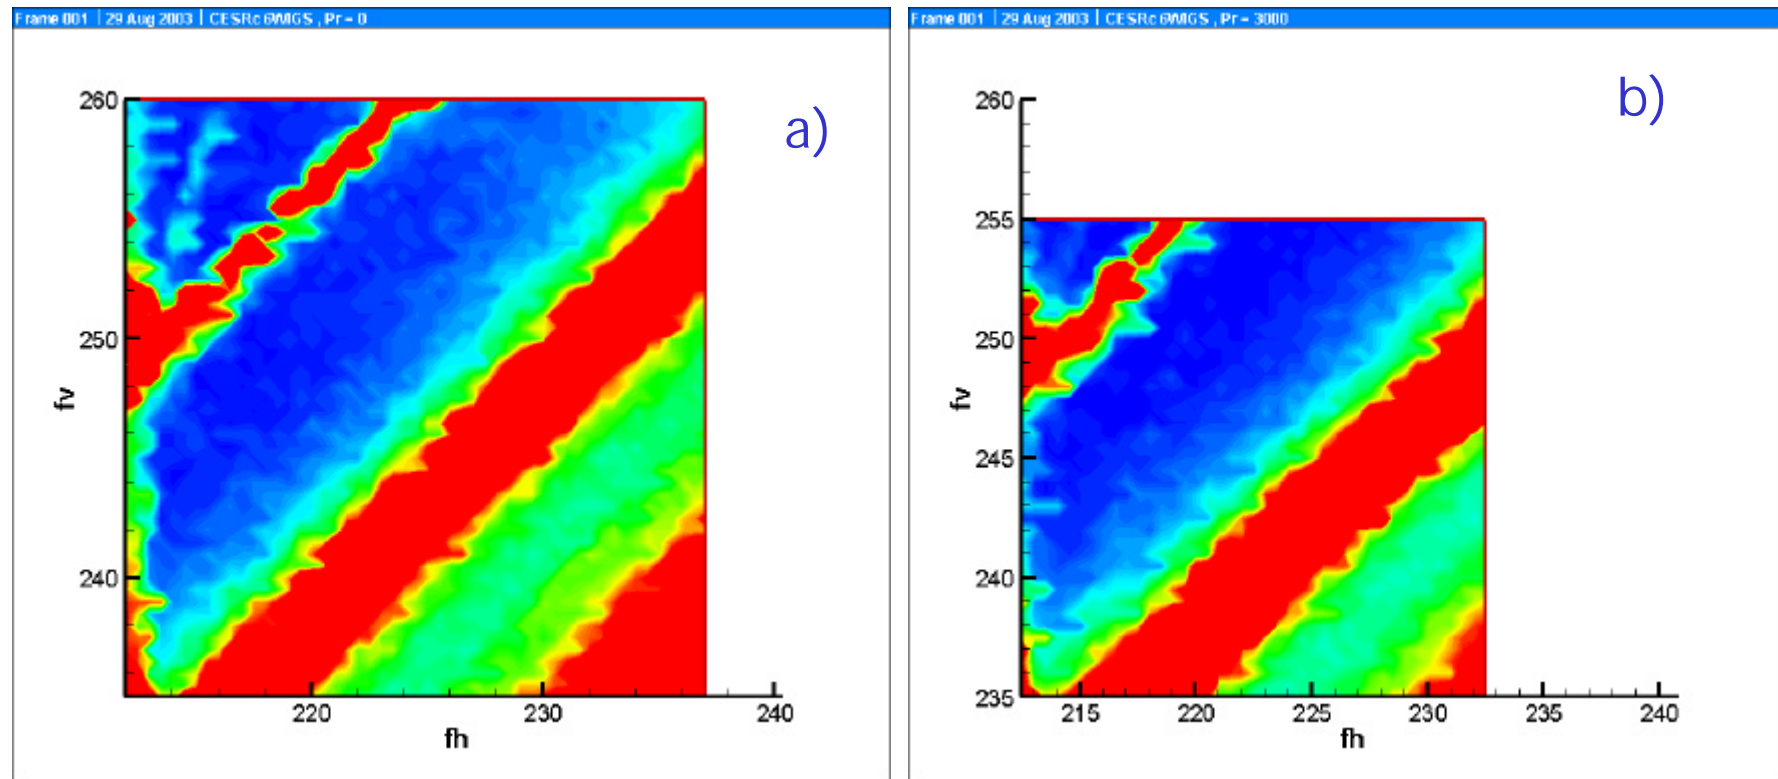 Frame 001 | 29 Aug 2003 | CESRc 6WIGS , Pr = 0
a)
260
250
240
fv
220 230 240
fh
Frame 001 | 29 Aug 2003 | CESRc 6WIGS , Pr = 3000
b)
260
255
250
245
240
235
fv
215 220 225 230 235 240
fh